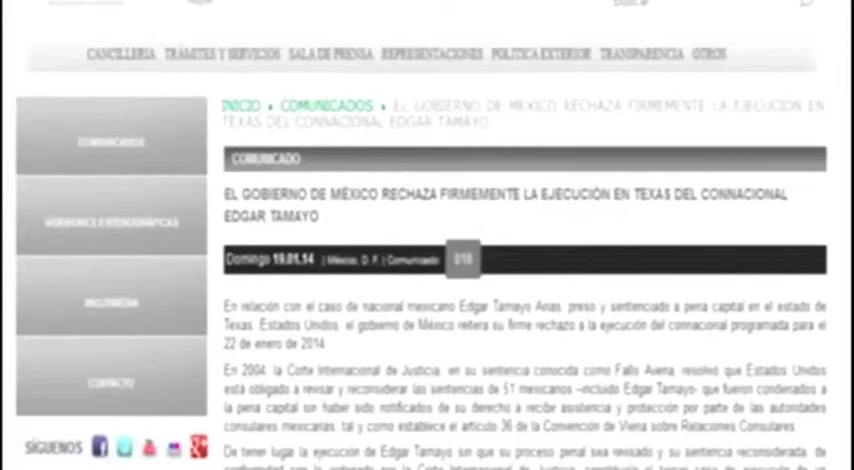 Buscar
CANCILLERÍA TRÁMITES Y SERVICIOS SALA DE PRENSA REPRESENTACIONES POLÍTICA EXTERIOR TRANSPARENCIA OTROS
INICIO • COMUNICADOS • EL GOBIERNO DE MÉXICO RECHAZA FIRMEMENTE LA EJECUCIÓN EN
TEXAS DEL CONNACIONAL EDGAR TAMAYO
COMUNICADOS
COMUNICADO
VERSIONES ESTENOGRÁFICAS
MULTIMEDIA
CONTACTO
EL GOBIERNO DE MÉXICO RECHAZA FIRMEMENTE LA EJECUCIÓN EN TEXAS DEL CONNACIONAL
EDGAR TAMAYO
Domingo 19.01.14 | México, D. F. | Comunicado 018
En relación con el caso de nacional mexicano Edgar Tamayo Arias, preso y sentenciado a pena capital en el estado de
Texas, Estados Unidos, el gobierno de México reitera su firme rechazo a la ejecución del connacional programada para el
22 de enero de 2014.
En 2004, la Corte Internacional de Justicia, en su sentencia conocida como Fallo Avena, resolvió que Estados Unidos
está obligado a revisar y reconsiderar las sentencias de 51 mexicanos –incluido Edgar Tamayo- que fueron condenados a
la pena capital sin haber sido notificados de su derecho a recibir asistencia y protección por parte de las autoridades
consulares mexicanas, tal y como establece el artículo 36 de la Convención de Viena sobre Relaciones Consulares.
De tener lugar la ejecución de Edgar Tamayo sin que su proceso penal sea revisado y su sentencia reconsiderada, de
SÍGUENOS